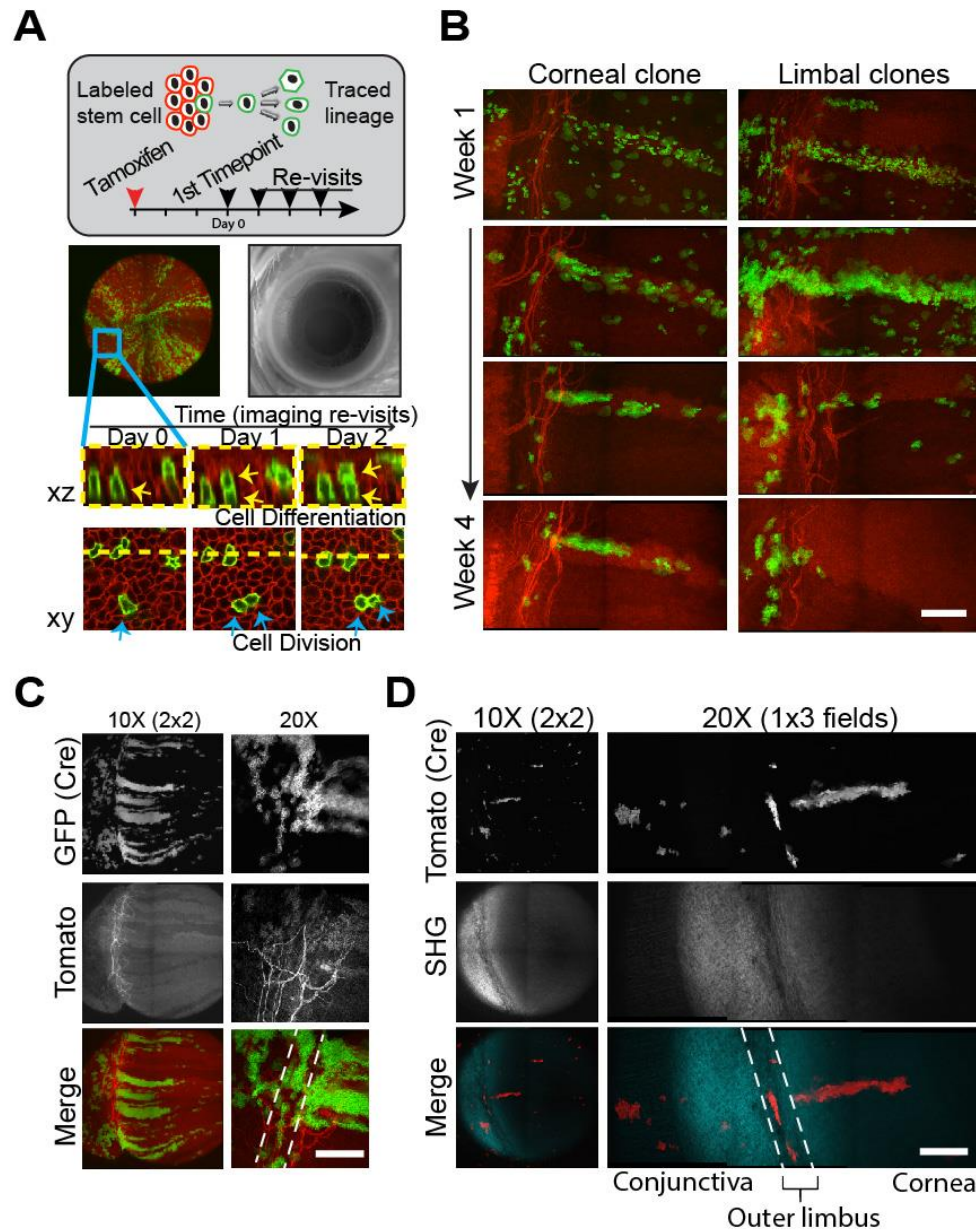 A
Labeled
stem cell
Traced
lineage
Tamoxifen
1st Timepoint
Re-visits
Day 0
Time (imaging re-visits)
Day 0
Day 1
Day 2
xz
Cell Differentiation
xy
Cell Division
B
Corneal clone
Limbal clones
Week 1
Week 4
C
10X (2x2)
20X
GFP (Cre)
Tomato
Merge
D
10X (2x2)
20X (1x3 fields)
Tomato (Cre)
SHG
Merge
Conjunctiva
Cornea
Outer limbus